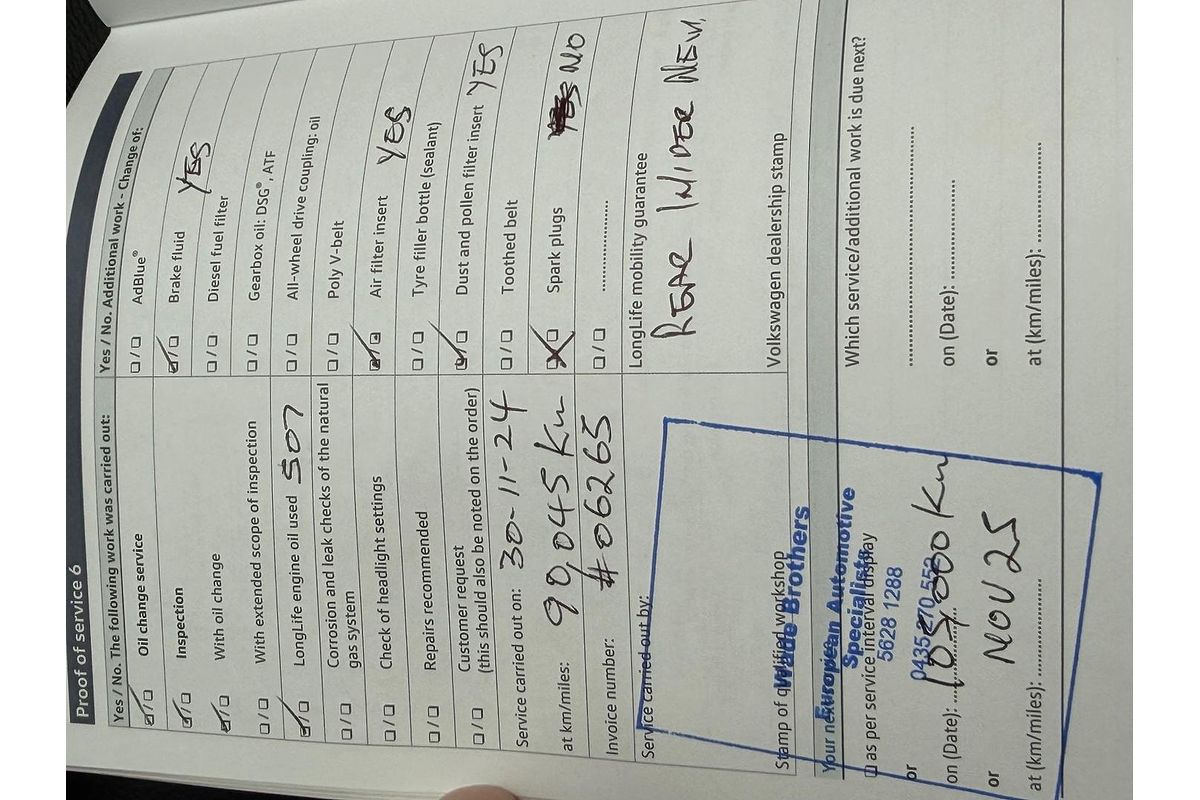 Proof of service 6
Yes / No. The following work was carried out:
☑/☐ Oil change service
☑/☐ Inspection
☑/☐ With oil change
☐/☐ With extended scope of inspection
☑/☐ LongLife engine oil used 507
☐/☐ Corrosion and leak checks of the natural
gas system
☐/☐ Check of headlight settings
☐/☐ Repairs recommended
☐/☐ Customer request
(this should also be noted on the order)
Service carried out on: 30-11-24
at km/miles: 90,045 Km
Invoice number: #06265
Service carried out by:
Stamp of qualified workshop
Yes / No. Additional work - Change of:
☐/☐ AdBlue®
☑/☐ Brake fluid YES
☐/☐ Diesel fuel filter
☐/☐ Gearbox oil: DSG®, ATF
☐/☐ All-wheel drive coupling: oil
☐/☐ Poly V-belt
☑/☐ Air filter insert YES
☐/☐ Tyre filler bottle (sealant)
☑/☐ Dust and pollen filter insert YES
☐/☐ Toothed belt
☒/☐ Spark plugs NO
☐/☐ ....................
LongLife mobility guarantee
REAR WIPER NEW.
Volkswagen dealership stamp
Brothers
European Automotive
Specialists
5628 1288
Your next
☐ as per service interval display
or
on (Date): 105,000 Km
or NOV 25
at (km/miles): ....................
Which service/additional work is due next?
....................
on (Date): ....................
or
at (km/miles): ....................